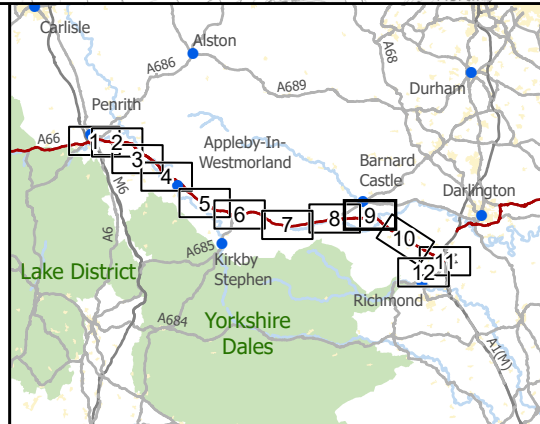 Carlisle
Alston
A68
A686
A689
Durham
Penrith
A66
1
2
3
Appleby-In-
Westmorland
Barnard
Castle
Darlington
4
M6
5
6
7
8
9
10
11
12
A6
A685
Kirkby
Stephen
Lake District
Richmond
A684
Yorkshire
Dales
A1(M)